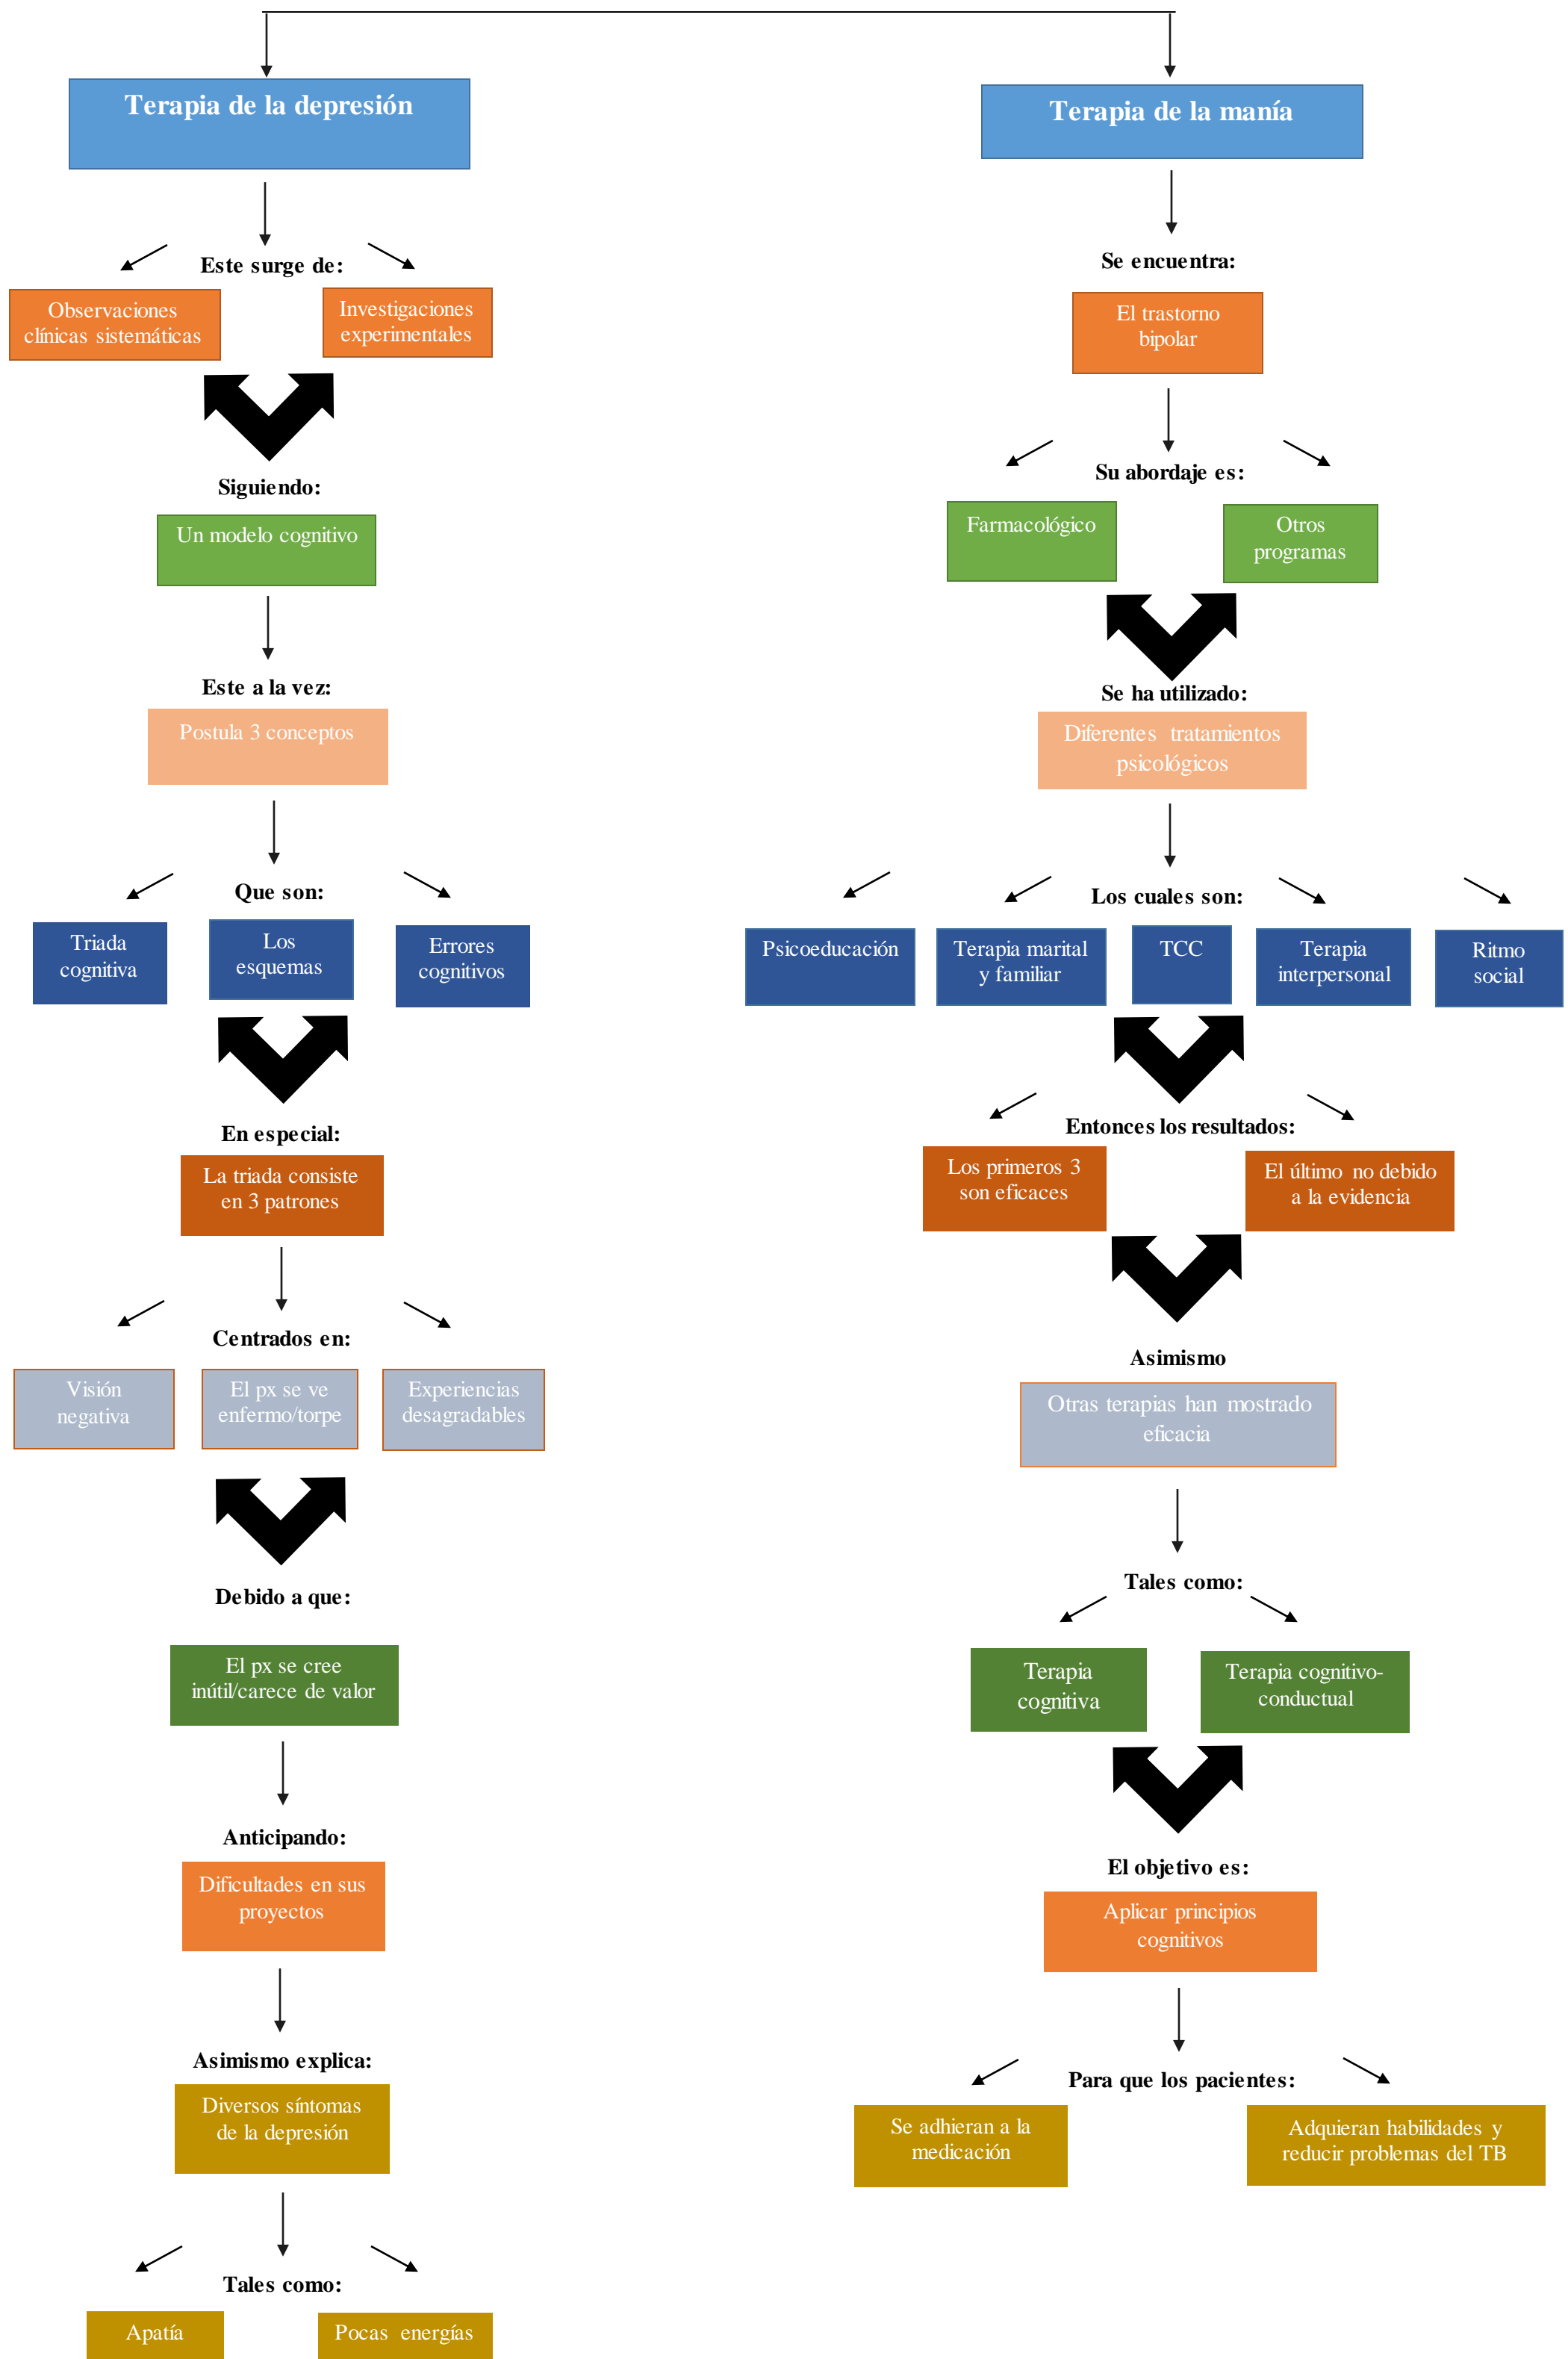 Terapia de la depresión
Este surge de:
Observaciones
clínicas sistemáticas
Investigaciones
experimentales
Siguiendo:
Un modelo cognitivo
Este a la vez:
Postula 3 conceptos
Que son:
Triada
cognitiva
Los
esquemas
Errores
cognitivos
En especial:
La triada consiste
en 3 patrones
Centrados en:
Visión
negativa
El px se ve
enfermo/torpe
Experiencias
desagradables
Debido a que:
El px se cree
inútil/carece de valor
Anticipando:
Dificultades en sus
proyectos
Asimismo explica:
Diversos síntomas
de la depresión
Tales como:
Apatía
Pocas energías
Terapia de la manía
Se encuentra:
El trastorno
bipolar
Su abordaje es:
Farmacológico
Otros
programas
Se ha utilizado:
Diferentes tratamientos
psicológicos
Los cuales son:
Psicoeducación
Terapia marital
y familiar
TCC
Terapia
interpersonal
Ritmo
social
Entonces los resultados:
Los primeros 3
son eficaces
El último no debido
a la evidencia
Asimismo
Otras terapias han mostrado
eficacia
Tales como:
Terapia
cognitiva
Terapia cognitivo-
conductual
El objetivo es:
Aplicar principios
cognitivos
Para que los pacientes:
Se adhieran a la
medicación
Adquieran habilidades y
reducir problemas del TB